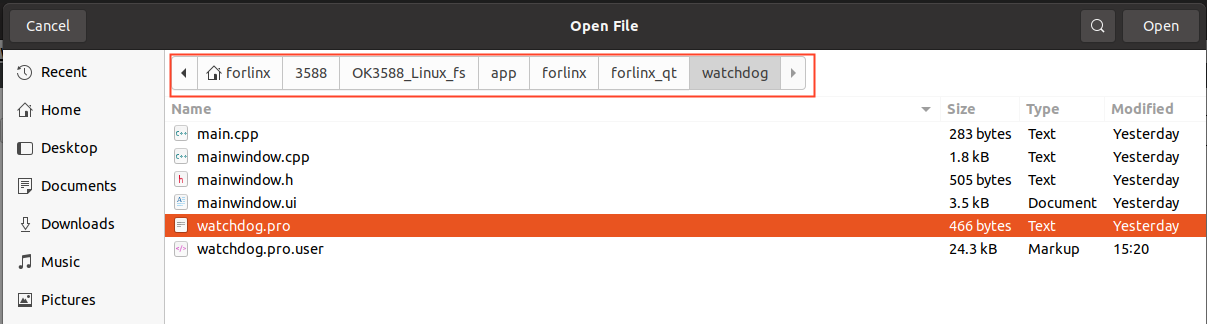 Cancel Open File Open
Recent
Home
Desktop
Documents
Downloads
Music
Pictures
forlinx 3588 OK3588_Linux_fs app forlinx forlinx_qt watchdog
Name Size Type Modified
main.cpp 283 bytes Text Yesterday
mainwindow.cpp 1.8 kB Text Yesterday
mainwindow.h 505 bytes Text Yesterday
mainwindow.ui 3.5 kB Document Yesterday
watchdog.pro 466 bytes Text Yesterday
watchdog.pro.user 24.3 kB Markup 15:20